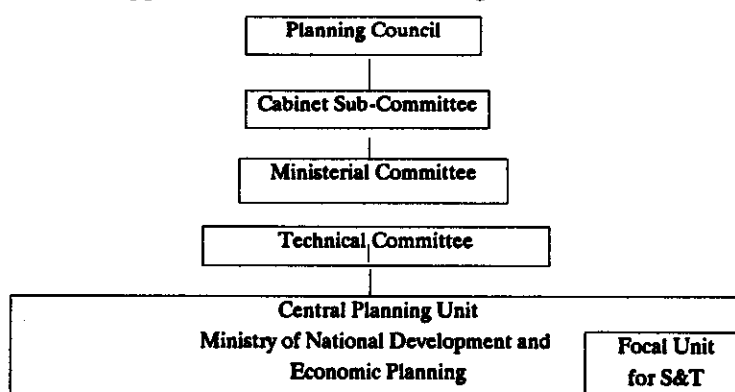 Planning Council
Cabinet Sub-Committee
Ministerial Committee
Technical Committee
Central Planning Unit
Ministry of National Development and
Economic Planning
Focal Unit
for S&T